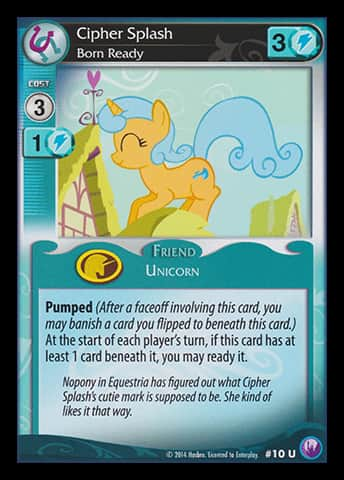 Cipher Splash
Born Ready
3
COST
3
1
FRIEND
UNICORN
Pumped (After a faceoff involving this card, you
may banish a card you flipped to beneath this card.)
At the start of each player's turn, if this card has
at least 1 card beneath it, you may ready it.
Nopony in Equestria has figured out what Cipher
Splash's cutie mark is supposed to be. She kind of
likes it that way.
© 2014 Hasbro. Licensed to Enterplay.
#10 U